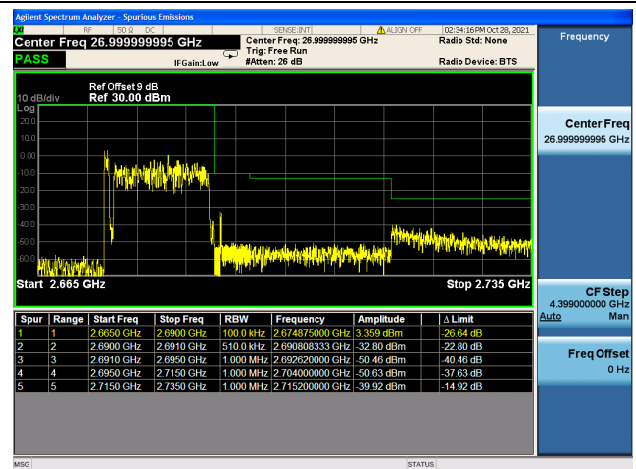 Agilent Spectrum Analyzer - Spurious Emissions
RF 50 Ω DC SENSE:INT ALIGN OFF 02:34:16 PM Oct 28, 2021
Center Freq 26.999999995 GHz Center Freq: 26.999999995 GHz Radio Std: None
Trig: Free Run
PASS IFGain:Low #Atten: 26 dB Radio Device: BTS
Ref Offset 9 dB
10 dB/div Ref 30.00 dBm
Log
20.0
10.0
0.00
-10.0
-20.0
-30.0
-40.0
-50.0
-60.0
Start 2.665 GHz Stop 2.735 GHz
Spur Range Start Freq Stop Freq RBW Frequency Amplitude Δ Limit
1 1 2.6650 GHz 2.6900 GHz 100.0 kHz 2.674875000 GHz 3.359 dBm -26.64 dB
2 2 2.6900 GHz 2.6910 GHz 510.0 kHz 2.690808333 GHz -32.80 dBm -22.80 dB
3 3 2.6910 GHz 2.6950 GHz 1.000 MHz 2.692620000 GHz -50.46 dBm -40.46 dB
4 4 2.6950 GHz 2.7150 GHz 1.000 MHz 2.704000000 GHz -50.63 dBm -37.63 dB
5 5 2.7150 GHz 2.7350 GHz 1.000 MHz 2.715200000 GHz -39.92 dBm -14.92 dB
MSG STATUS
Frequency
Center Freq
26.999999995 GHz
CF Step
4.399000000 GHz
Auto Man
Freq Offset
0 Hz